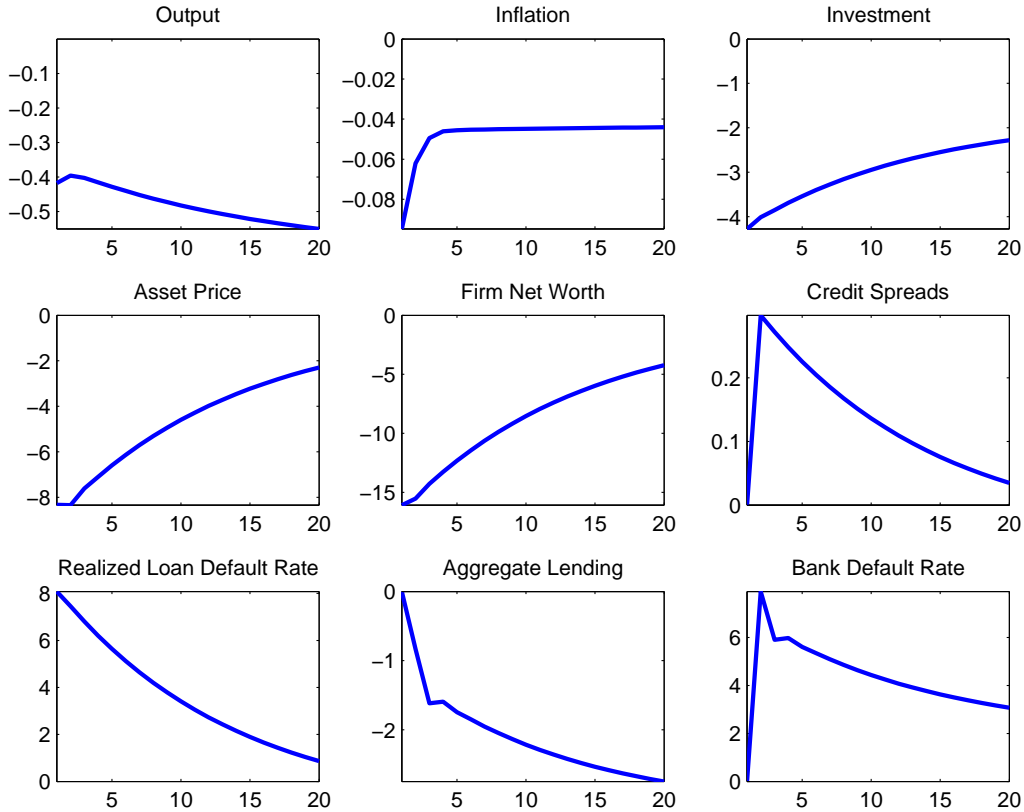 Output
−0.1
−0.2
−0.3
−0.4
−0.5
5 10 15 20
Inflation
0
−0.02
−0.04
−0.06
−0.08
5 10 15 20
Investment
0
−1
−2
−3
−4
5 10 15 20
Asset Price
0
−2
−4
−6
−8
5 10 15 20
Firm Net Worth
0
−5
−10
−15
5 10 15 20
Credit Spreads
0.2
0.1
0
5 10 15 20
Realized Loan Default Rate
8
6
4
2
0
5 10 15 20
Aggregate Lending
0
−1
−2
5 10 15 20
Bank Default Rate
6
4
2
0
5 10 15 20